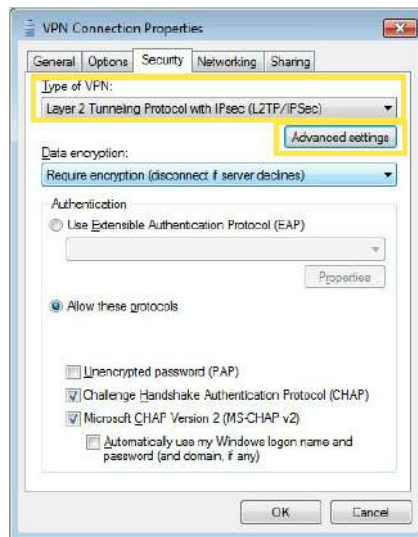 VPN Connection Properties
General Options Security Networking Sharing
Type of VPN:
Layer 2 Tunneling Protocol with IPsec (L2TP/IPSec)
Advanced settings
Data encryption:
Require encryption (disconnect if server declines)
Authentication
Use Extensible Authentication Protocol (EAP)
Properties
Allow these protocols
Unencrypted password (PAP)
Challenge Handshake Authentication Protocol (CHAP)
Microsoft CHAP Version 2 (MS-CHAP v2)
Automatically use my Windows logon name and
password (and domain, if any)
OK Cancel